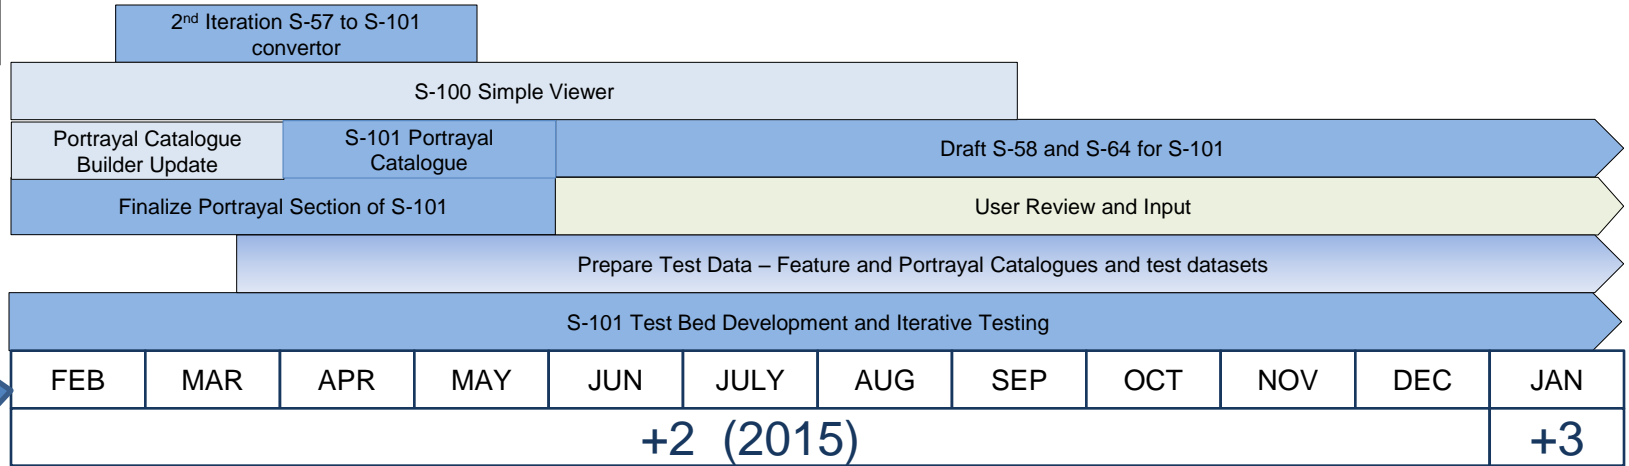 2nd Iteration S-57 to S-101
convertor
S-100 Simple Viewer
Portrayal Catalogue
Builder Update
S-101 Portrayal
Catalogue
Draft S-58 and S-64 for S-101
Finalize Portrayal Section of S-101
User Review and Input
Prepare Test Data – Feature and Portrayal Catalogues and test datasets
S-101 Test Bed Development and Iterative Testing
FEB MAR APR MAY JUN JULY AUG SEP OCT NOV DEC JAN
+2 (2015) +3